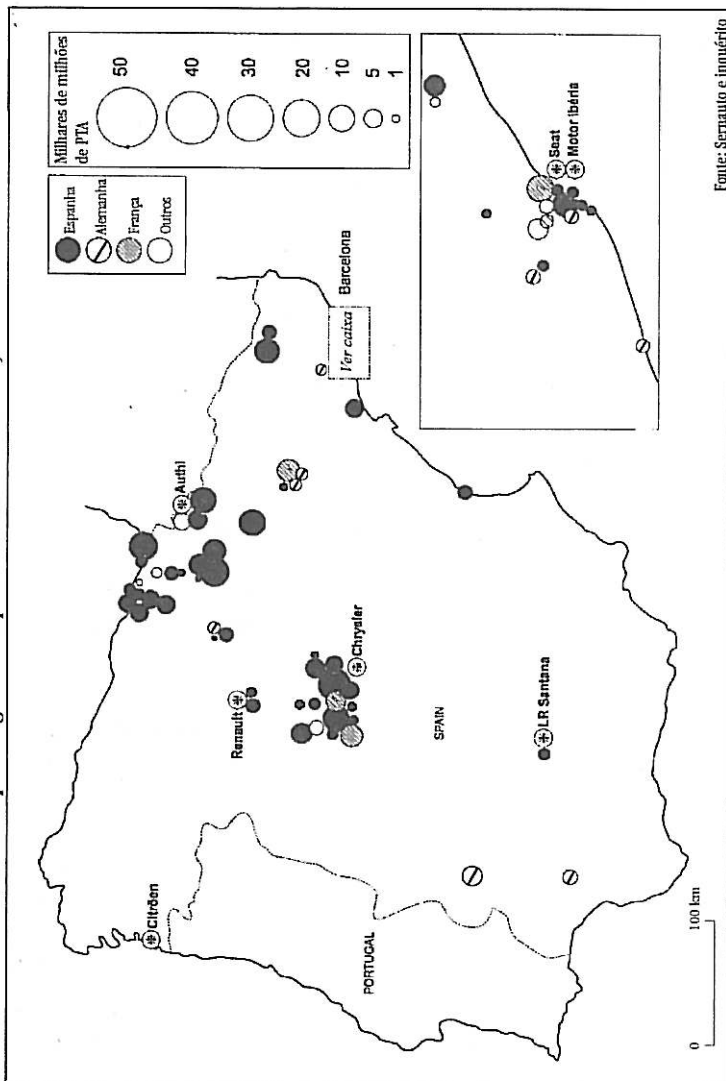 Espanha
Alemanha
França
Outros
Milhares de milhões
de PTA
50
40
30
20
10
5
1
Citröen
Authi
Renault
Chrysler
Barcelona
Ver caixa
SPAIN
PORTUGAL
LR Santana
Seat
Motor Ibéria
0
100 km
Fonte: Sernauto e inquérito